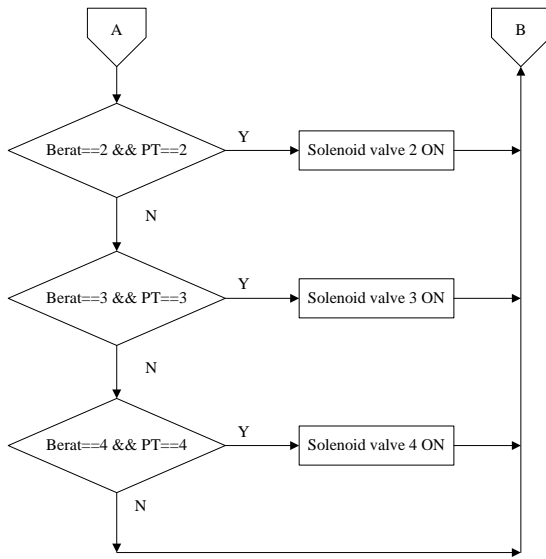 A
B
Berat==2 && PT==2
Y
Solenoid valve 2 ON
N
Berat==3 && PT==3
Y
Solenoid valve 3 ON
N
Berat==4 && PT==4
Y
Solenoid valve 4 ON
N